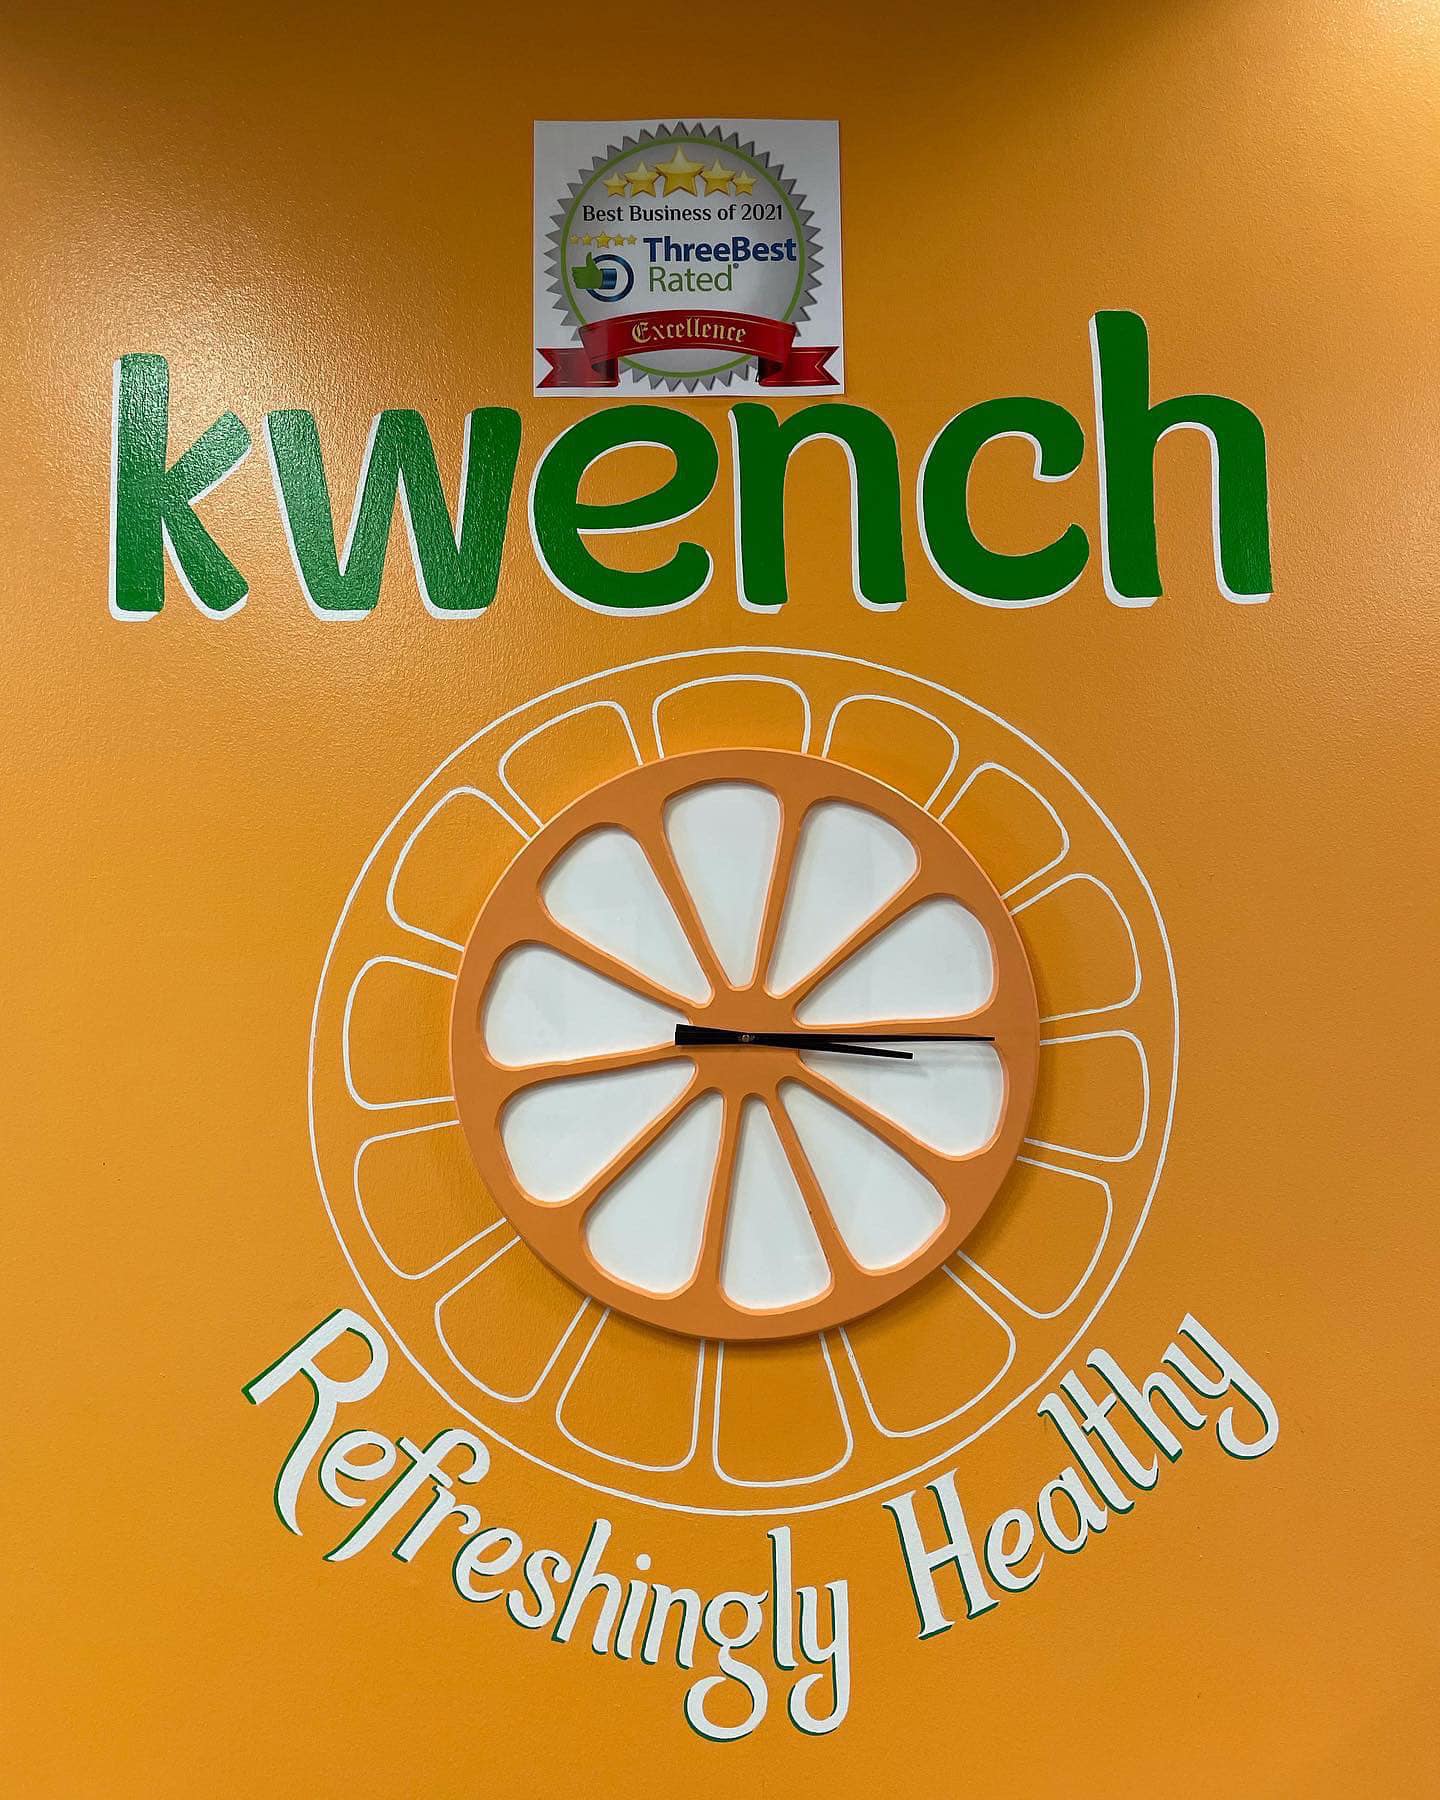 Best Business of 2021
ThreeBest
Rated®
Excellence
kwench
Refreshingly Healthy